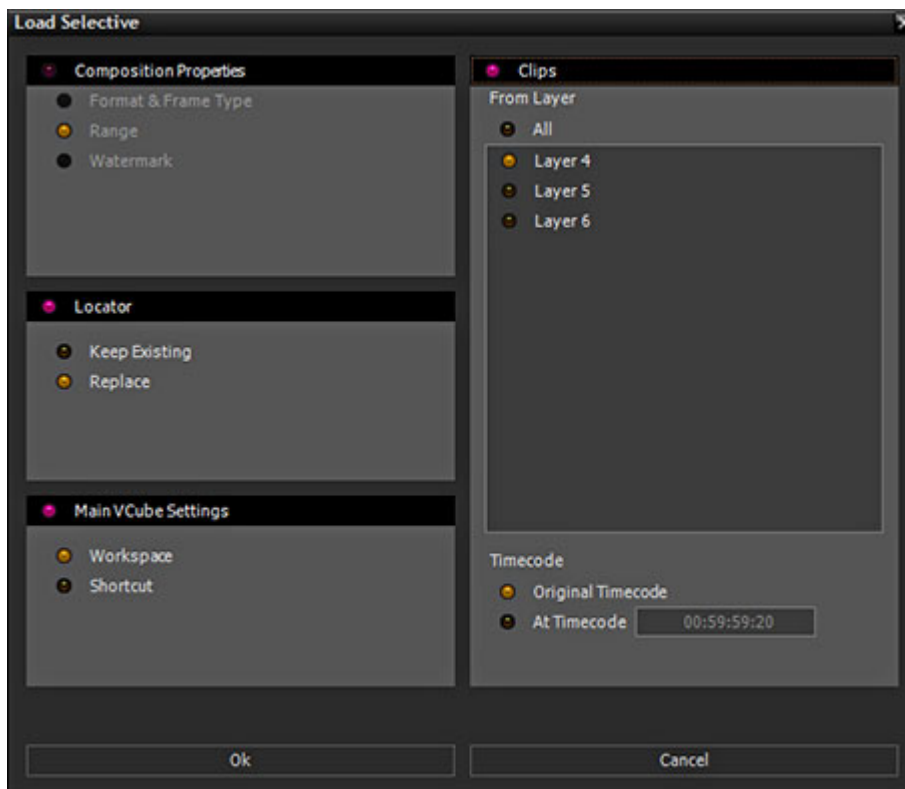 Load Selective
Composition Properties
Format & Frame Type
Range
Watermark
Locator
Keep Existing
Replace
Main VCube Settings
Workspace
Shortcut
Clips
From Layer
All
Layer 4
Layer 5
Layer 6
Timecode
Original Timecode
At Timecode 00:59:59:20
Ok
Cancel